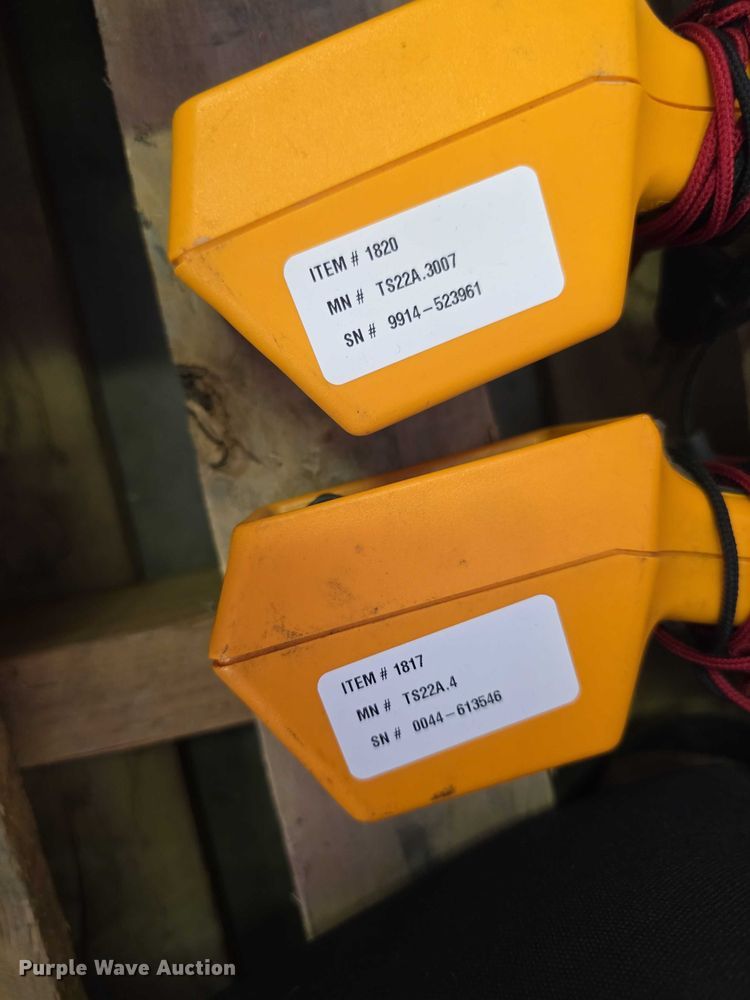 ITEM # 1820
MN # TS22A.3007
SN # 9914-523961
ITEM # 1817
MN # TS22A.4
SN # 0044-613546
Purple Wave Auction